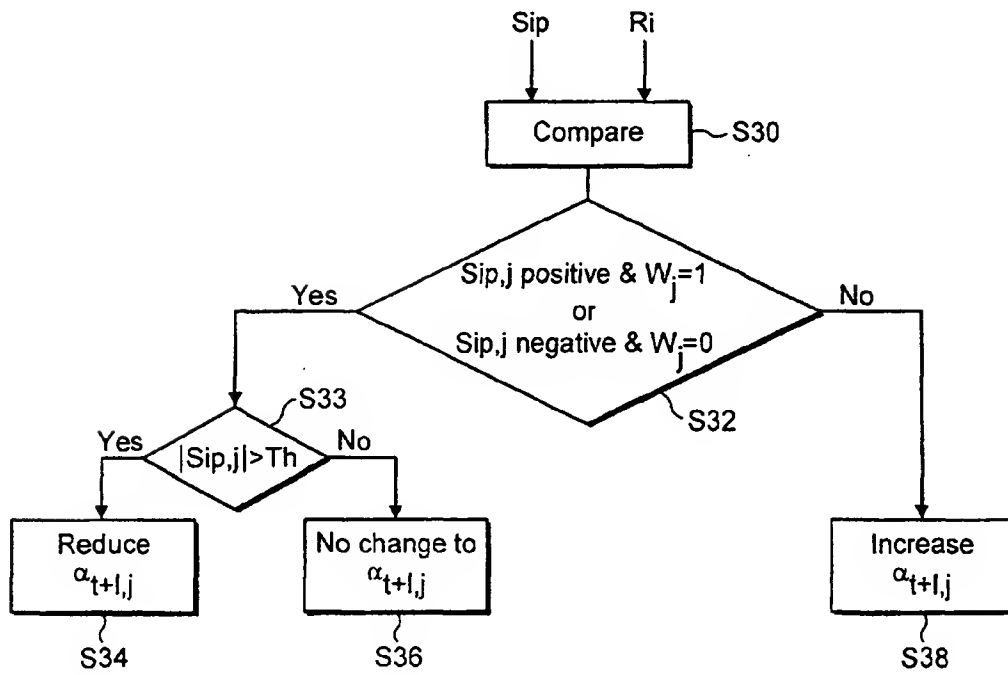 Sip
Ri
Compare
S30
Sip,j positive & Wj=1
or
Sip,j negative & Wj=0
Yes
No
S32
S33
Yes
No
|Sip,j|>Th
Reduce
αt+l,j
No change to
αt+l,j
Increase
αt+l,j
S34
S36
S38